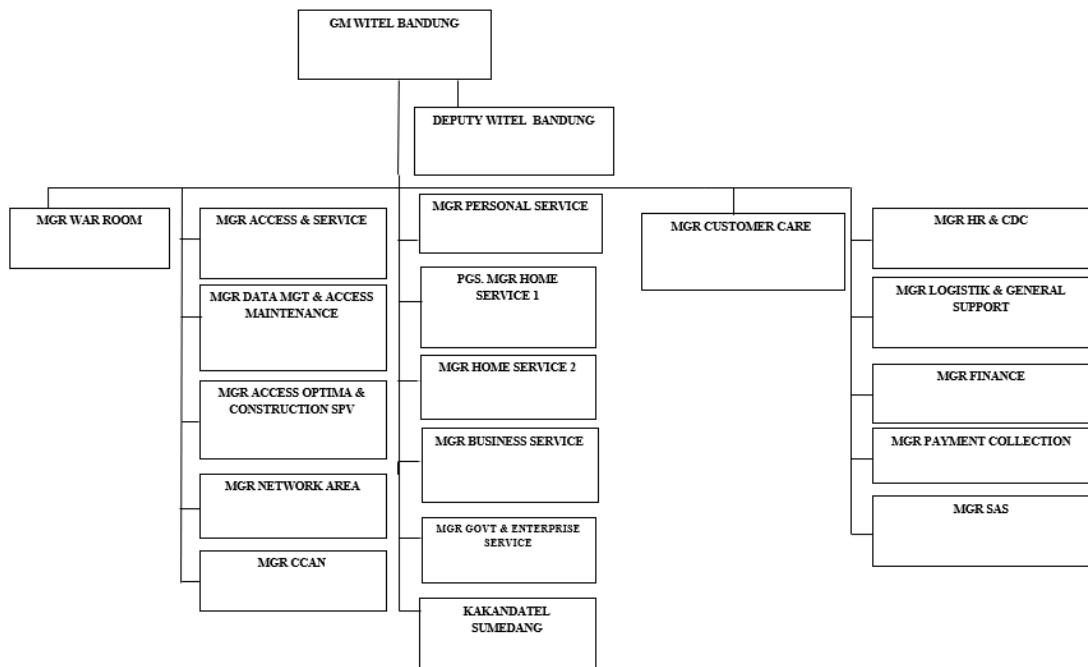 GM WITEL BANDUNG
DEPUTY WITEL BANDUNG
MGR WAR ROOM
MGR ACCESS & SERVICE
MGR DATA MGT & ACCESS
MAINTENANCE
MGR ACCESS OPTIMA &
CONSTRUCTION SPV
MGR NETWORK AREA
MGR CCAN
MGR PERSONAL SERVICE
PGS. MGR HOME
SERVICE 1
MGR HOME SERVICE 2
MGR BUSINESS SERVICE
MGR GOVT & ENTERPRISE
SERVICE
KAKANDATEL
SUMEDANG
MGR CUSTOMER CARE
MGR HR & CDC
MGR LOGISTIK & GENERAL
SUPPORT
MGR FINANCE
MGR PAYMENT COLLECTION
MGR SAS